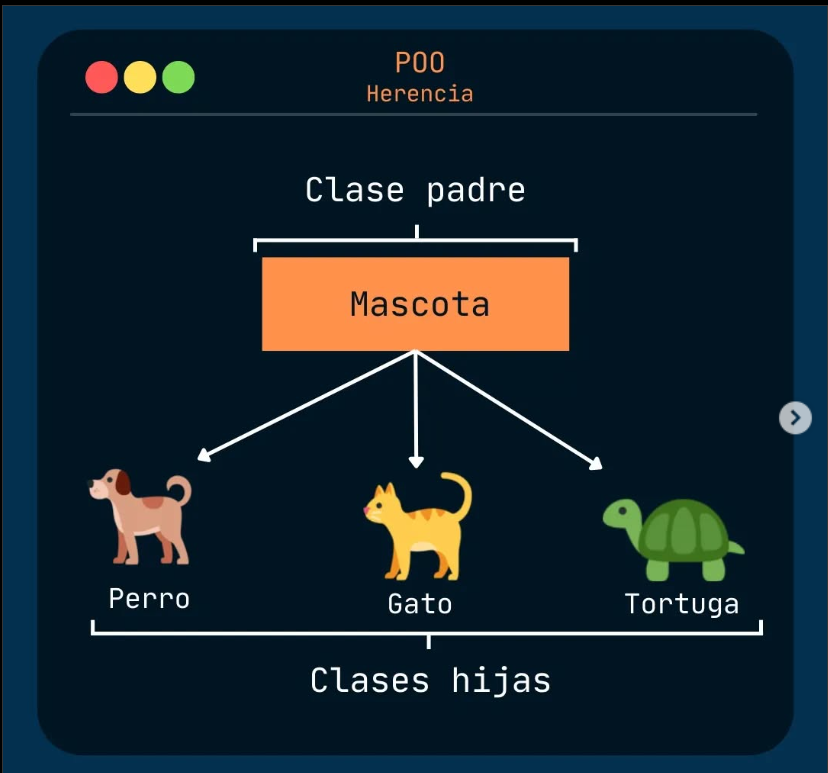 POO
Herencia
Clase padre
Mascota
Perro
Gato
Tortuga
Clases hijas